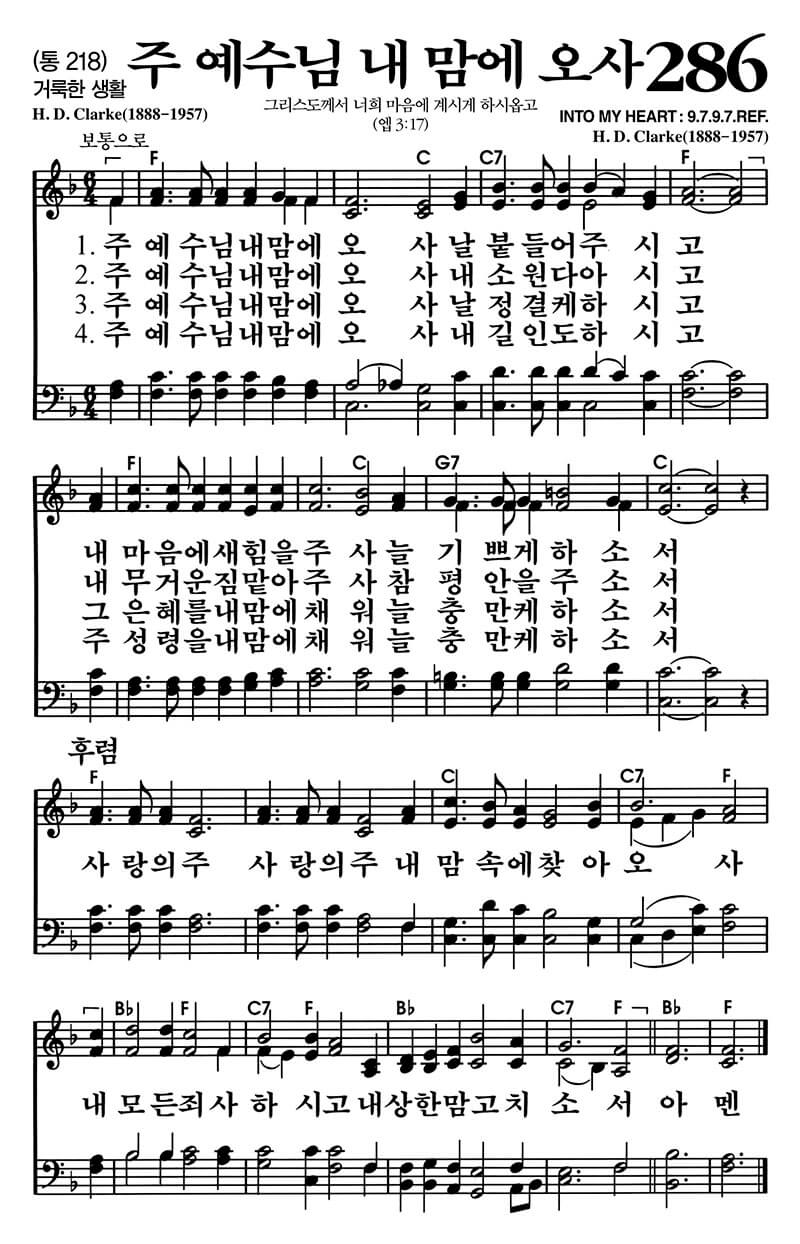 (통 218) 주 예수님 내 맘에 오사 286
거룩한 생활
H. D. Clarke(1888-1957)
그리스도께서 너희 마음에 계시게 하시옵고
(엡 3:17)
INTO MY HEART : 9.7.9.7.REF.
H. D. Clarke(1888-1957)
보통으로
F C C7 F
6 4
1. 주 예 수님내맘에 오 사 날 붙 들어주 시 고
2. 주 예 수님내맘에 오 사 내 소 원다아 시 고
3. 주 예 수님내맘에 오 사 날 정 결케하 시 고
4. 주 예 수님내맘에 오 사 내 길 인도하 시 고
6 4
F C G7 C
내 마 음에새힘을주 사 늘 기 쁘게 하 소 서
내 무 거운짐맡아주 사 참 평 안을 주 소 서
그 은 혜를내맘에채 워 늘 충 만케 하 소 서
주 성 령을내맘에채 워 늘 충 만케 하 소 서
후렴
F C C7 F
사 랑의주 사 랑의주 내 맘 속에찾 아 오 사
B♭ F C7 F B♭ C7 F B♭ F
내 모 든죄 사 하 시 고 내상한맘고 치 소 서 아 멘